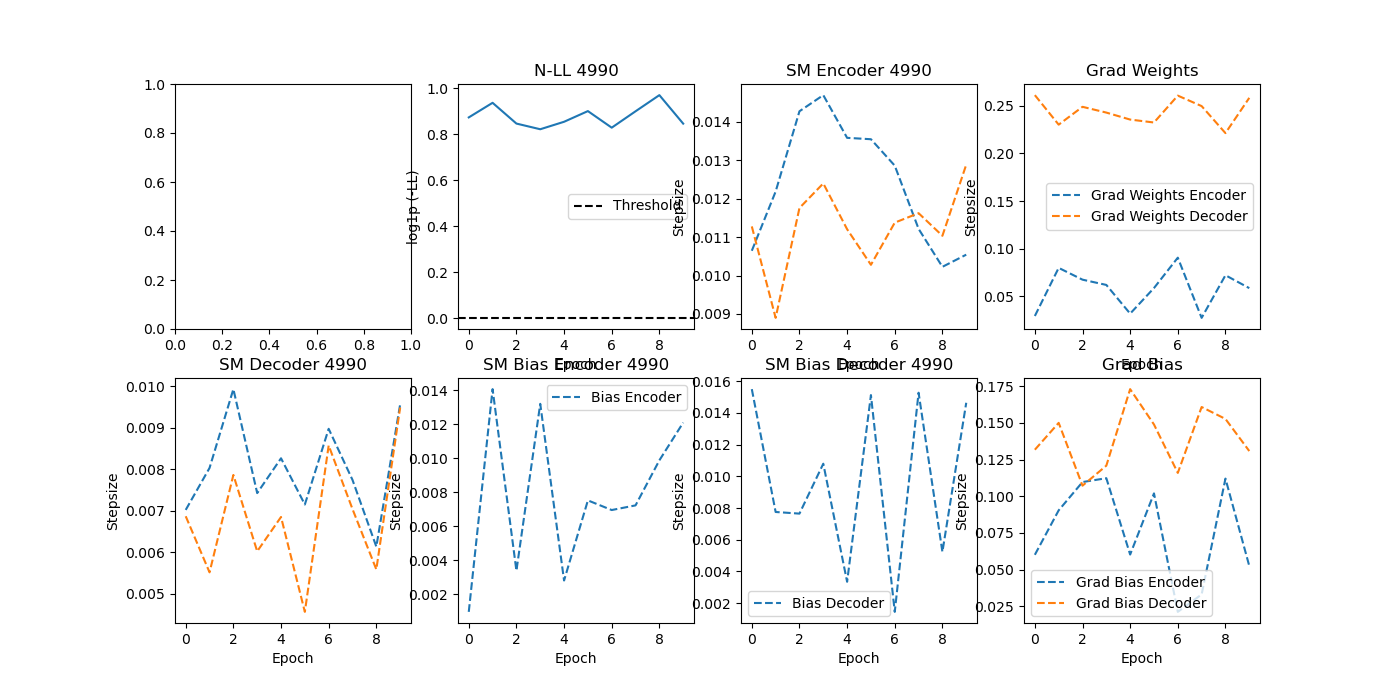 N-LL 4990
SM Encoder 4990
Grad Weights
1.0
0.8
0.6
0.4
0.2
0.0
0.0 0.2 0.4 0.6 0.8 1.0
log1p (-LL)
1.0
0.8
0.6
0.4
0.2
0.0
Threshold
0 2 4 6 8
Epoch
Stepsize
0.014
0.013
0.012
0.011
0.010
0.009
0 2 4 6 8
Epoch
Stepsize
0.25
0.20
0.15
0.10
0.05
Grad Weights Encoder
Grad Weights Decoder
0 2 4 6 8
Epoch
SM Decoder 4990
SM Bias Encoder 4990
SM Bias Decoder 4990
Grad Bias
Stepsize
0.010
0.009
0.008
0.007
0.006
0.005
0 2 4 6 8
Epoch
Stepsize
0.014
0.012
0.010
0.008
0.006
0.004
0.002
Bias Encoder
0 2 4 6 8
Epoch
Stepsize
0.016
0.014
0.012
0.010
0.008
0.006
0.004
0.002
Bias Decoder
0 2 4 6 8
Epoch
Stepsize
0.175
0.150
0.125
0.100
0.075
0.050
0.025
Grad Bias Encoder
Grad Bias Decoder
0 2 4 6 8
Epoch